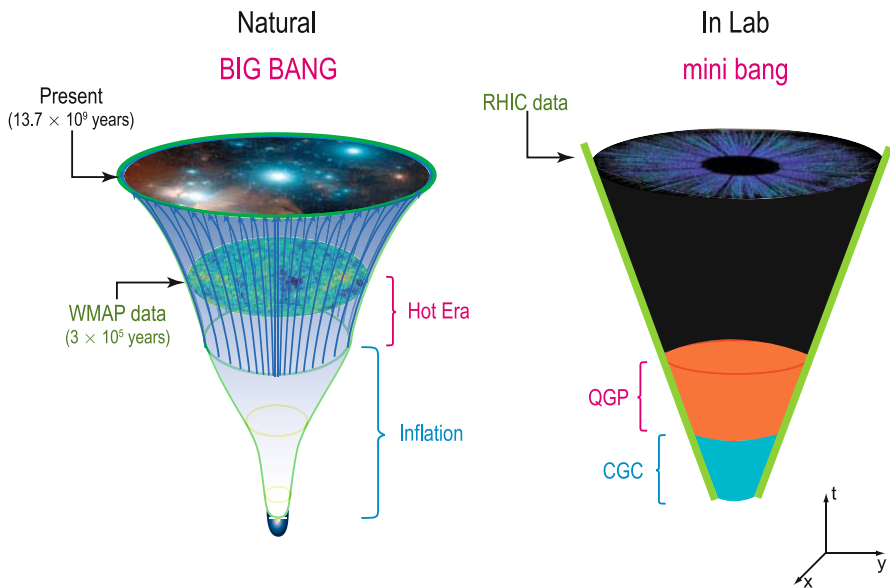 Natural
BIG BANG
Present
(13.7 × 10⁹ years)
WMAP data
(3 × 10⁵ years)
Hot Era
Inflation
In Lab
mini bang
RHIC data
QGP
CGC
t
y
x